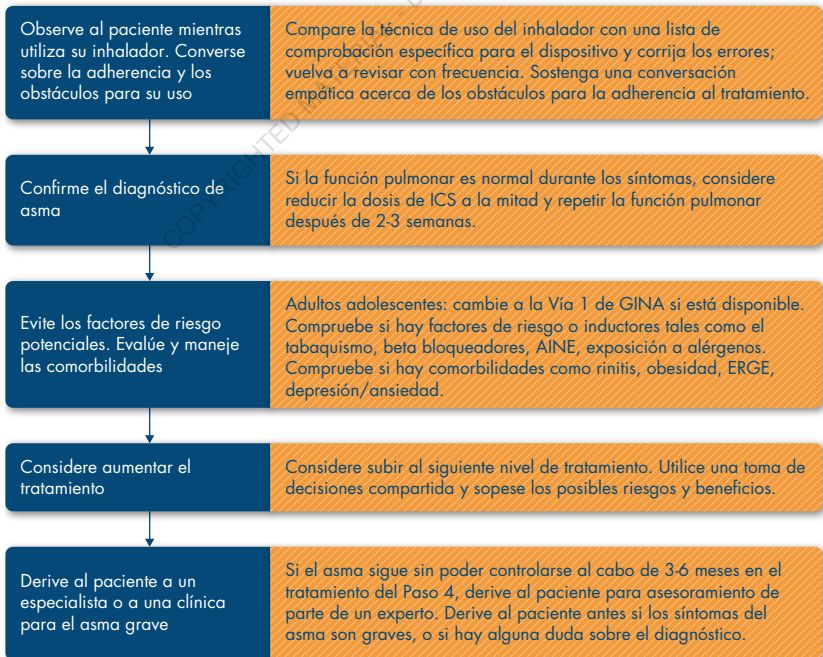 Observe al paciente mientras
utiliza su inhalador. Converse
sobre la adherencia y los
obstáculos para su uso
Compare la técnica de uso del inhalador con una lista de
comprobación específica para el dispositivo y corrija los errores;
vuelva a revisar con frecuencia. Sostenga una conversación
empática acerca de los obstáculos para la adherencia al tratamiento.
Confirme el diagnóstico de
asma
Si la función pulmonar es normal durante los síntomas, considere
reducir la dosis de ICS a la mitad y repetir la función pulmonar
después de 2-3 semanas.
Evite los factores de riesgo
potenciales. Evalúe y maneje
las comorbilidades
Adultos adolescentes: cambie a la Vía 1 de GINA si está disponible.
Compruebe si hay factores de riesgo o inductores tales como el
tabaquismo, beta bloqueadores, AINE, exposición a alérgenos.
Compruebe si hay comorbilidades como rinitis, obesidad, ERGE,
depresión/ansiedad.
Considere aumentar el
tratamiento
Considere subir al siguiente nivel de tratamiento. Utilice una toma de
decisiones compartida y sopese los posibles riesgos y beneficios.
Derive al paciente a un
especialista o a una clínica
para el asma grave
Si el asma sigue sin poder controlarse al cabo de 3-6 meses en el
tratamiento del Paso 4, derive al paciente para asesoramiento de
parte de un experto. Derive al paciente antes si los síntomas del
asma son graves, o si hay alguna duda sobre el diagnóstico.
COPYRIGHTED